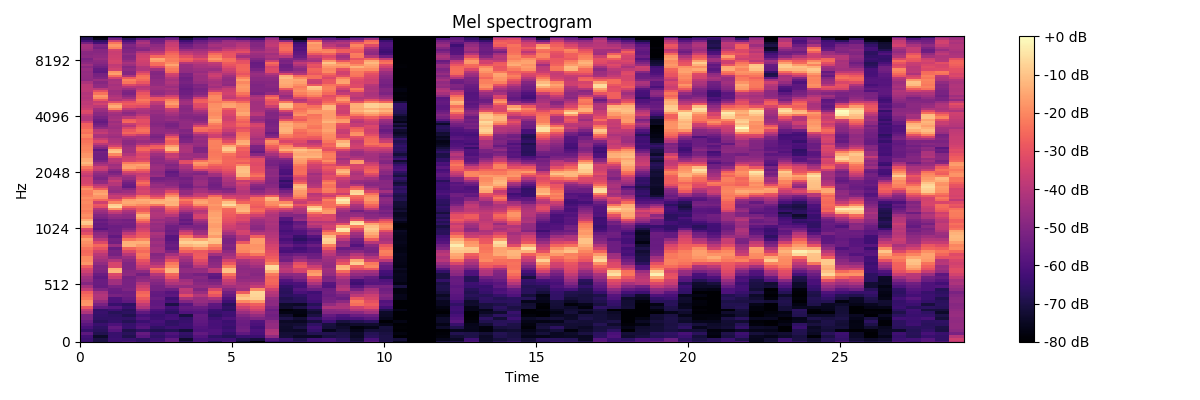 Mel spectrogram
8192
4096
2048
1024
512
0
Hz
0 5 10 15 20 25
Time
+0 dB
-10 dB
-20 dB
-30 dB
-40 dB
-50 dB
-60 dB
-70 dB
-80 dB